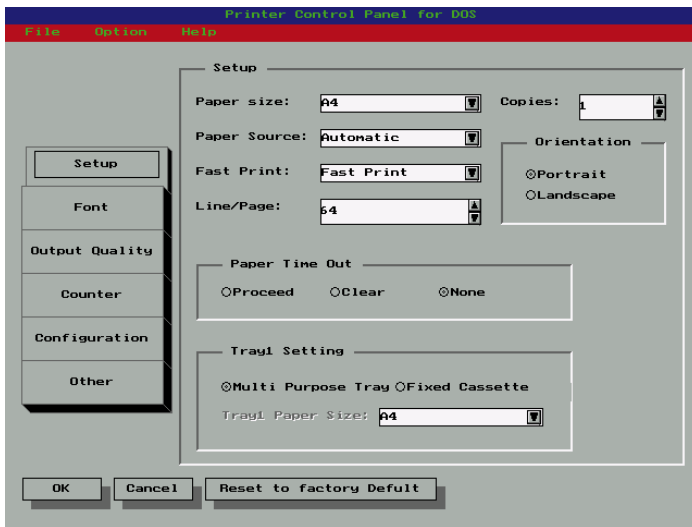 Printer Control Panel for DOS
File Option Help
Setup
Font
Output Quality
Counter
Configuration
Other
Setup
Paper size: A4
Copies: 1
Paper Source: Automatic
Fast Print: Fast Print
Line/Page: 64
Orientation
Portrait
Landscape
Paper Time Out
Proceed Clear None
Tray1 Setting
Multi Purpose Tray Fixed Cassette
Tray1 Paper Size: A4
OK Cancel Reset to factory Defult